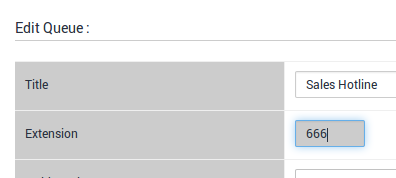 Edit Queue :
Title Sales Hotline
Extension 666